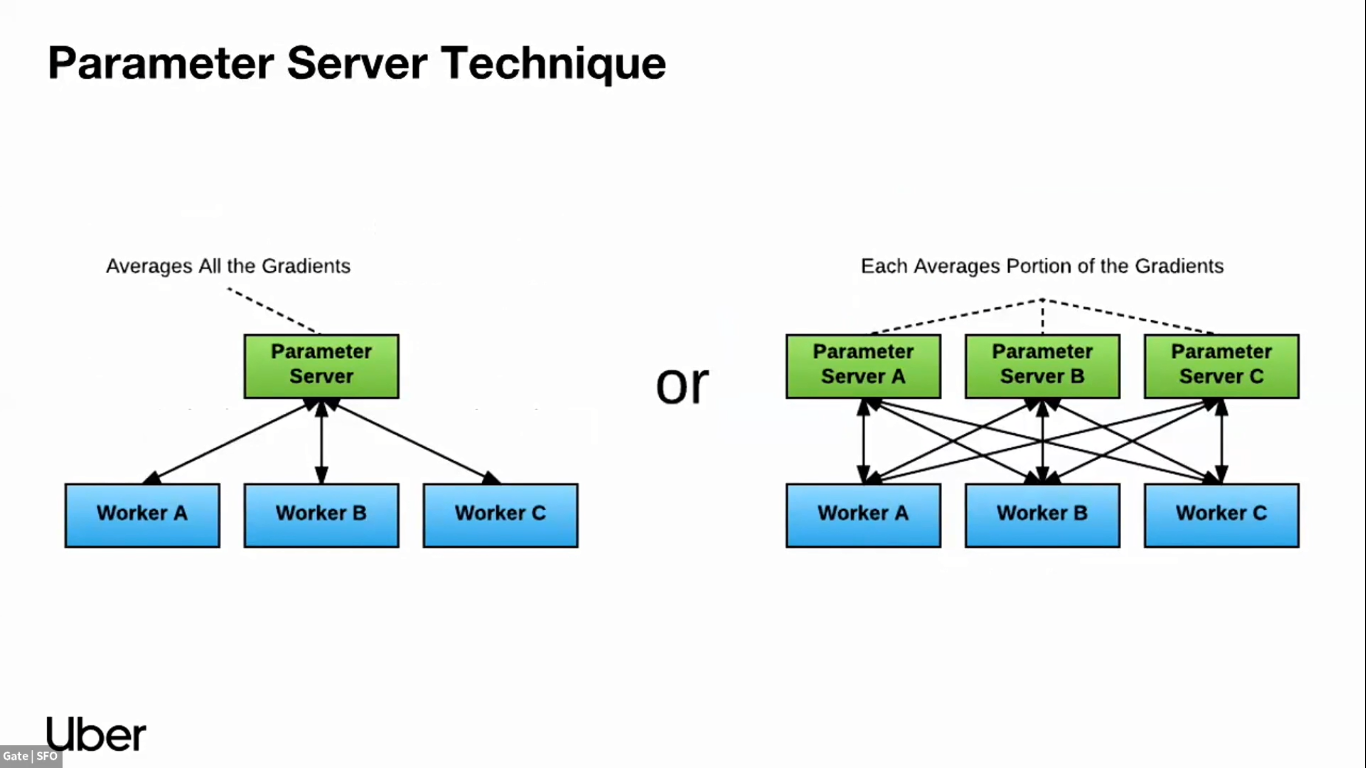 Parameter Server Technique
Averages All the Gradients
Parameter
Server
Worker A
Worker B
Worker C
or
Each Averages Portion of the Gradients
Parameter
Server A
Parameter
Server B
Parameter
Server C
Worker A
Worker B
Worker C
Uber
Gate | SFO